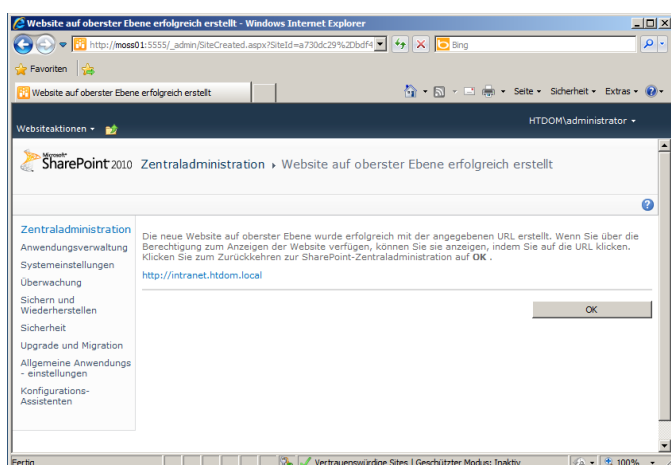 Website auf oberster Ebene erfolgreich erstellt - Windows Internet Explorer
http://moss01:5555/_admin/SiteCreated.aspx?SiteId=a730dc29%2Dbdf4
Bing
Favoriten
Website auf oberster Ebene erfolgreich erstellt
Seite
Sicherheit
Extras
Websiteaktionen
HTDOM\administrator
Microsoft
SharePoint 2010
Zentraladministration
Website auf oberster Ebene erfolgreich erstellt
Zentraladministration
Anwendungsverwaltung
Systemeinstellungen
Überwachung
Sichern und
Wiederherstellen
Sicherheit
Upgrade und Migration
Allgemeine Anwendungs
- einstellungen
Konfigurations-
Assistenten
Die neue Website auf oberster Ebene wurde erfolgreich mit der angegebenen URL erstellt. Wenn Sie über die
Berechtigung zum Anzeigen der Website verfügen, können Sie sie anzeigen, indem Sie auf die URL klicken.
Klicken Sie zum Zurückkehren zur SharePoint-Zentraladministration auf OK .
http://intranet.htdom.local
OK
Fertig
Vertrauenswürdige Sites | Geschützter Modus: Inaktiv
100%